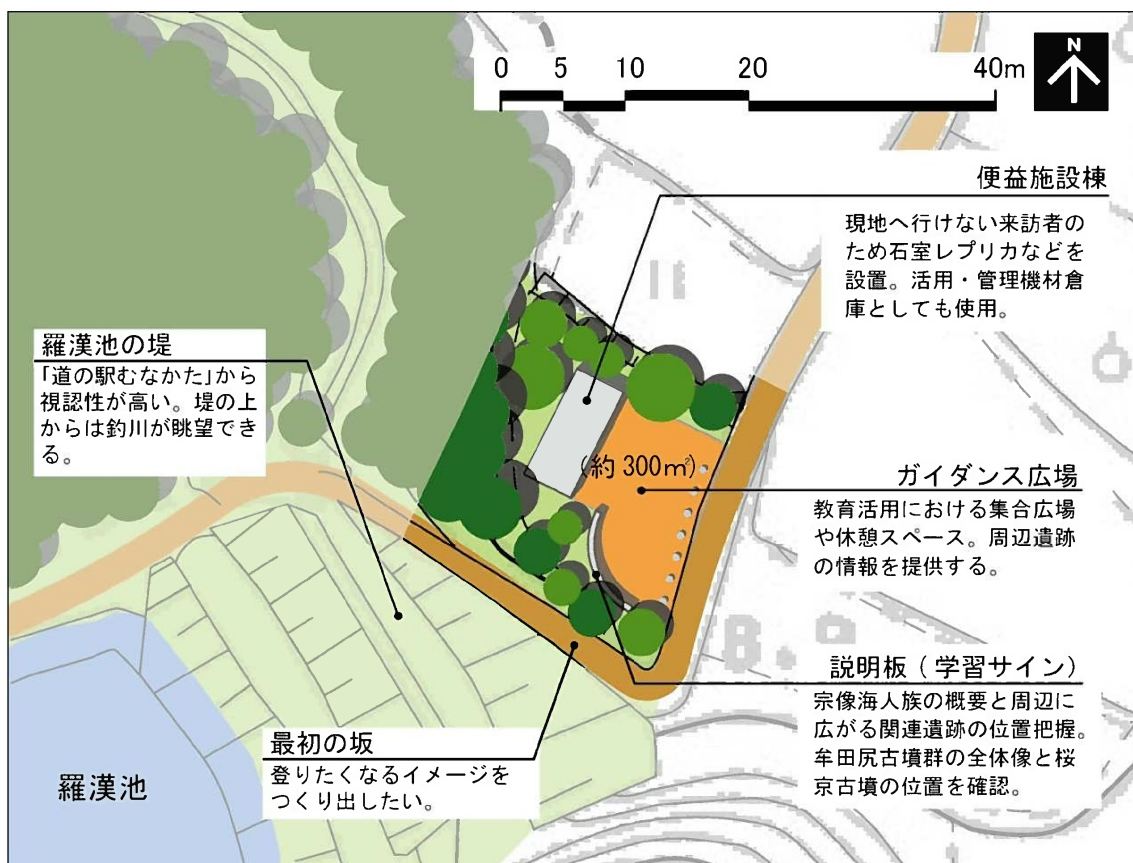 0 5 10 20 40m
N
便益施設棟
現地へ行けない来訪者の
ため石室レプリカなどを
設置。活用・管理機材倉
庫としても使用。
羅漢池の堤
「道の駅むなかた」から
視認性が高い。堤の上
からは釣川が眺望でき
る。
(約300㎡)
ガイダンス広場
教育活用における集合広場
や休憩スペース。周辺遺跡
の情報を提供する。
説明板（学習サイン）
宗像海人族の概要と周辺に
広がる関連遺跡の位置把握。
牟田尻古墳群の全体像と桜
京古墳の位置を確認。
最初の坂
登りたくなるイメージを
つくり出したい。
羅漢池